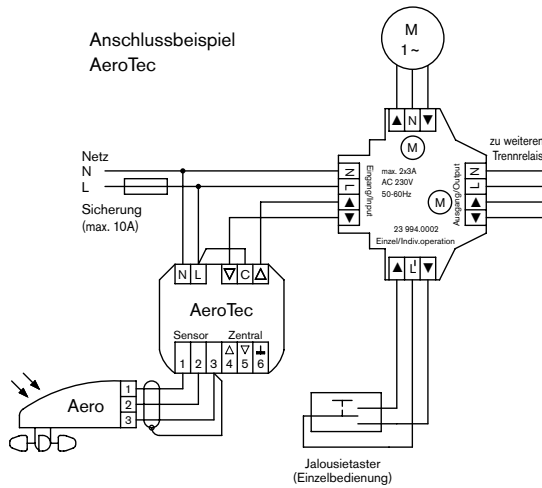 Anschlussbeispiel
AeroTec
M
1~
▲ N ▼
M
zu weiteren
Trennrelais
Netz
N
L
Sicherung
(max. 10A)
N
L
▲
▼
Eingang/Input
max. 2x3A
AC 230V
50-60Hz
M
Ausgang/Output
N
L
▲
▼
23 994.0002
Einzel/Indiv.operation
▲ L' ▼
N L ▽ C △
AeroTec
Sensor Zentral
△ ▽
1 2 3 4 5 6
Aero
1
2
3
Jalousietaster
(Einzelbedienung)